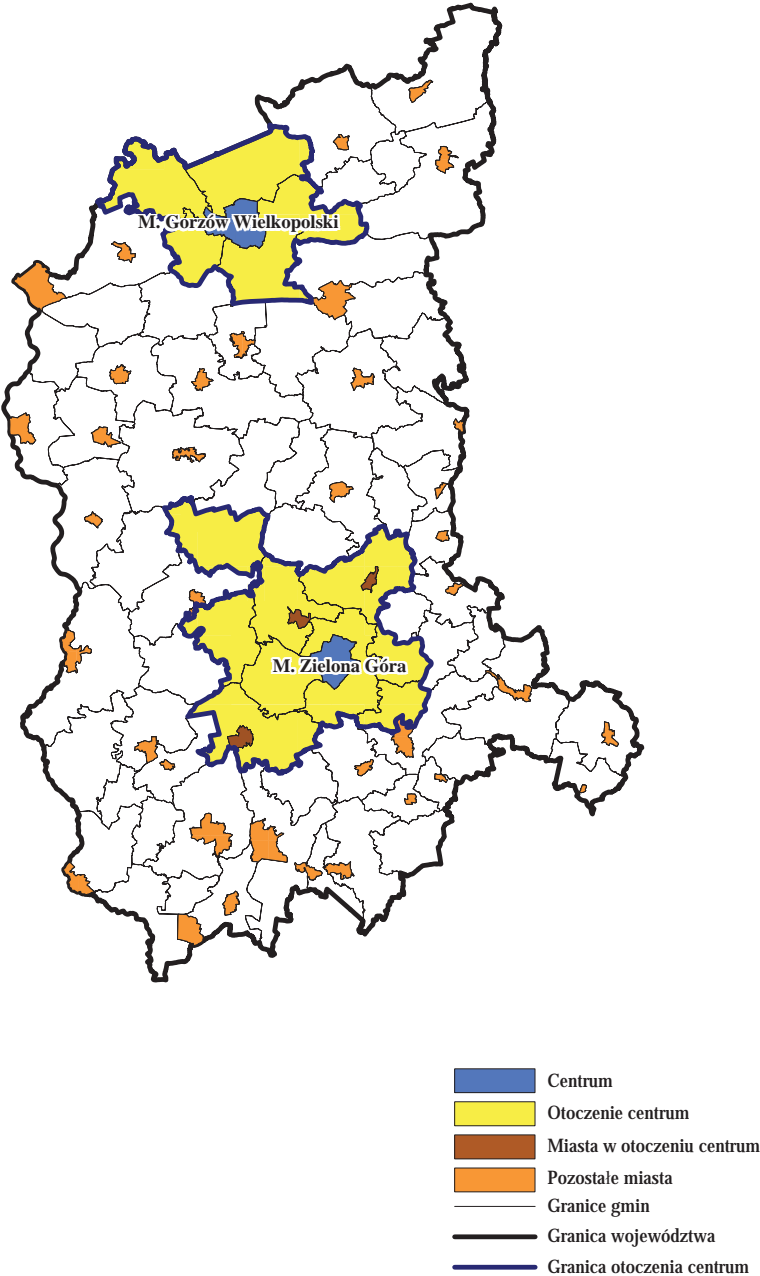 M. Gorzów Wielkopolski
M. Zielona Góra
Centrum
Otoczenie centrum
Miasta w otoczeniu centrum
Pozostałe miasta
Granice gmin
Granica województwa
Granica otoczenia centrum